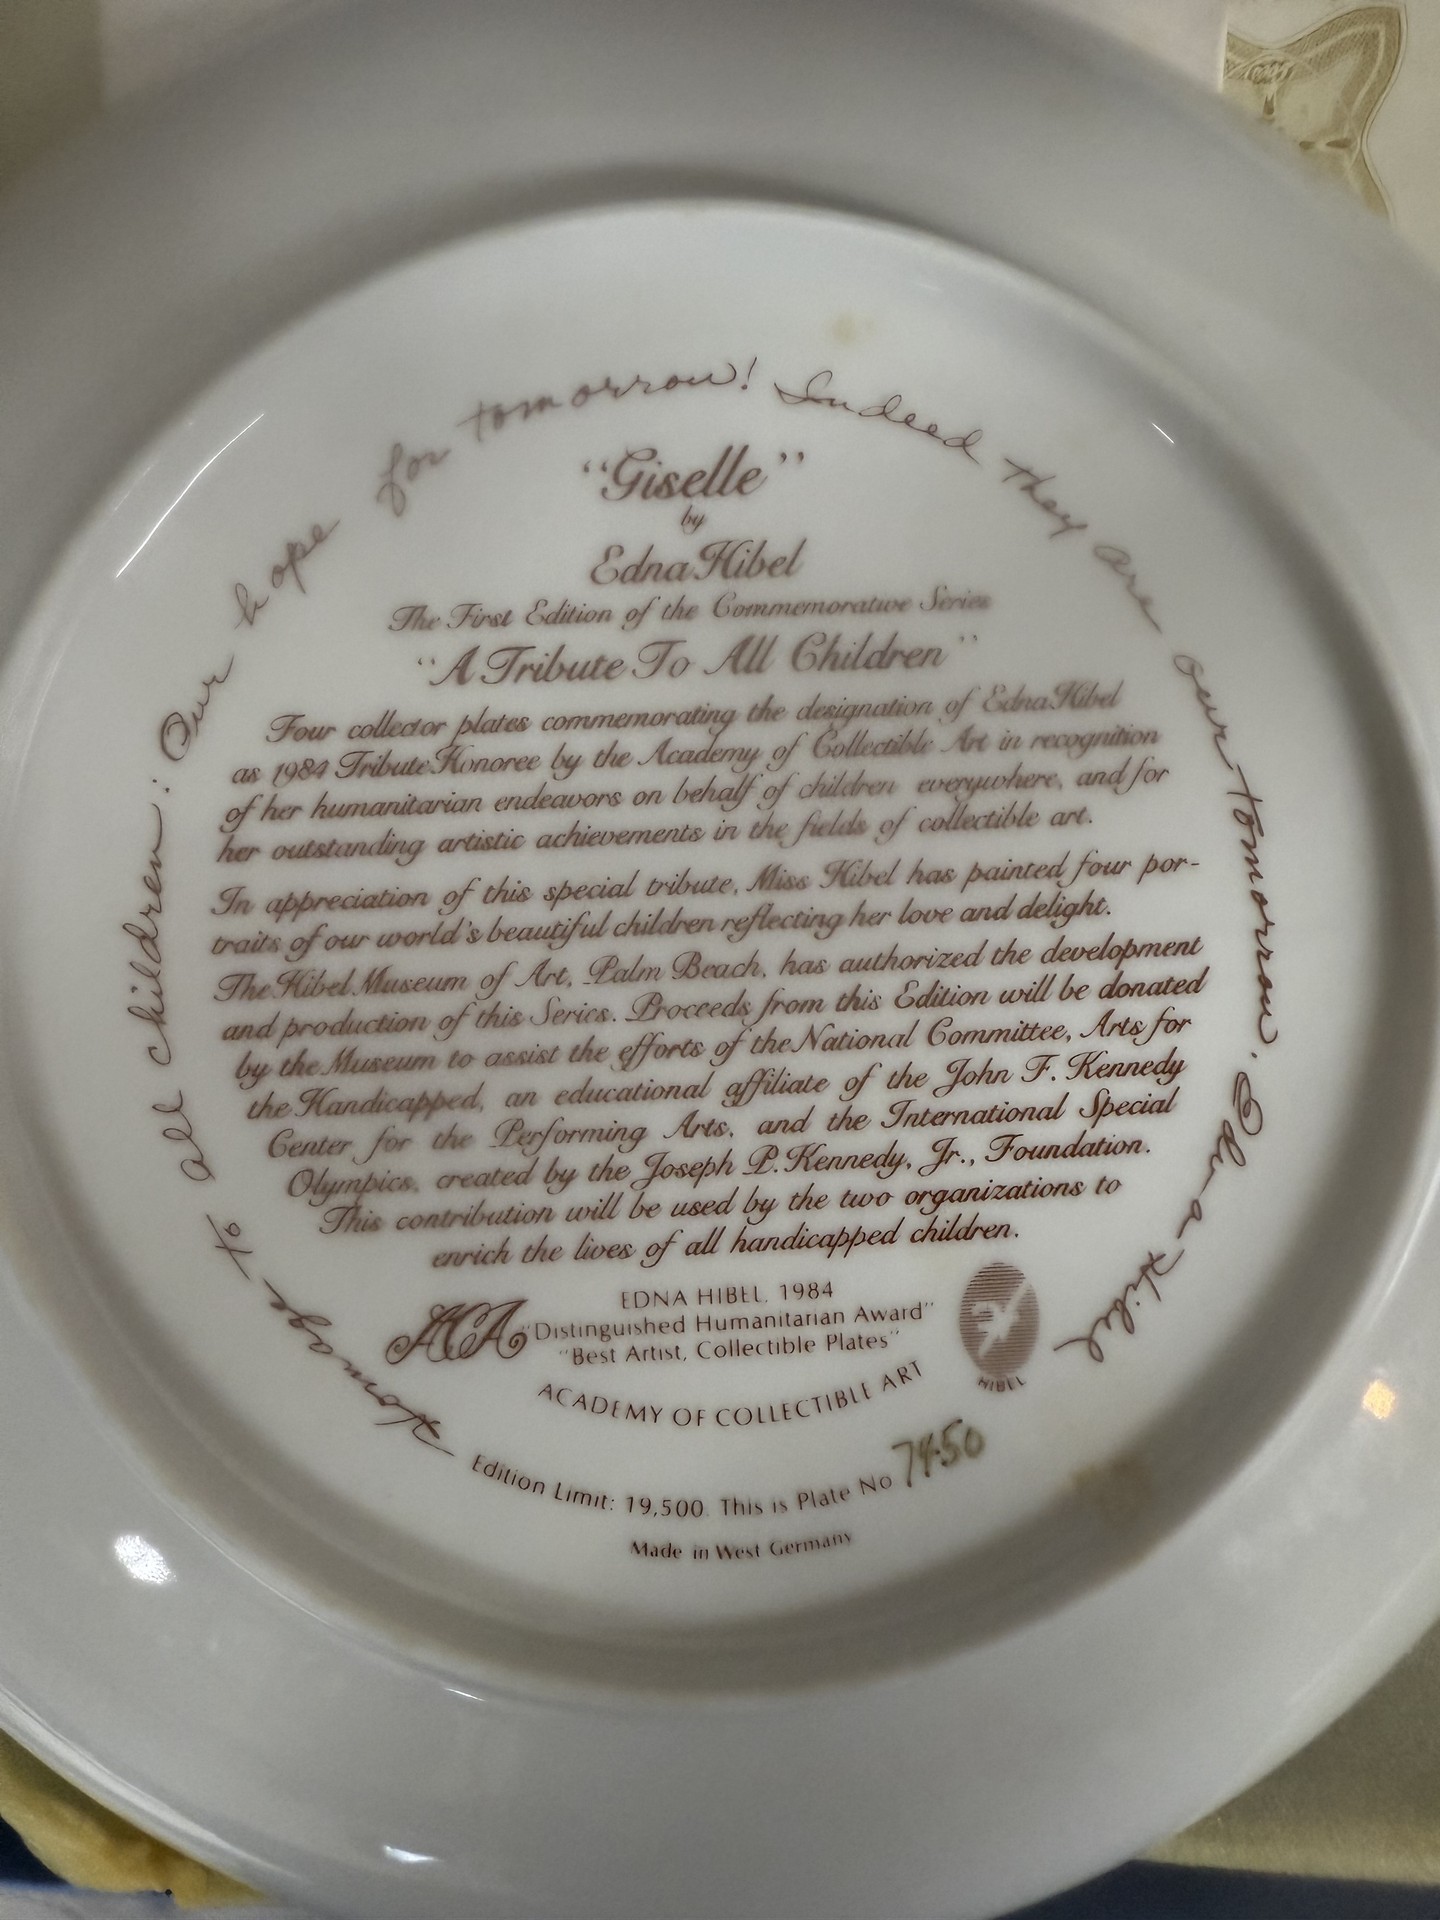 Homage to all children: Our hope for tomorrow! Indeed they are our tomorrow. Edna Hibel
"Giselle"
by
Edna Hibel
The First Edition of the Commemorative Series
"A Tribute To All Children"
Four collector plates commemorating the designation of Edna Hibel
as 1984 Tribute Honoree by the Academy of Collectible Art in recognition
of her humanitarian endeavors on behalf of children everywhere, and for
her outstanding artistic achievements in the fields of collectible art.
In appreciation of this special tribute, Miss Hibel has painted four por-
traits of our world's beautiful children reflecting her love and delight.
The Hibel Museum of Art, Palm Beach, has authorized the development
and production of this Series. Proceeds from this Edition will be donated
by the Museum to assist the efforts of the National Committee, Arts for
the Handicapped, an educational affiliate of the John F. Kennedy
Center for the Performing Arts, and the International Special
Olympics, created by the Joseph P. Kennedy, Jr., Foundation.
This contribution will be used by the two organizations to
enrich the lives of all handicapped children.
EDNA HIBEL, 1984
ACA "Distinguished Humanitarian Award"
"Best Artist, Collectible Plates"
ACADEMY OF COLLECTIBLE ART
HIBEL
Edition Limit: 19,500 This is Plate No 7450
Made in West Germany